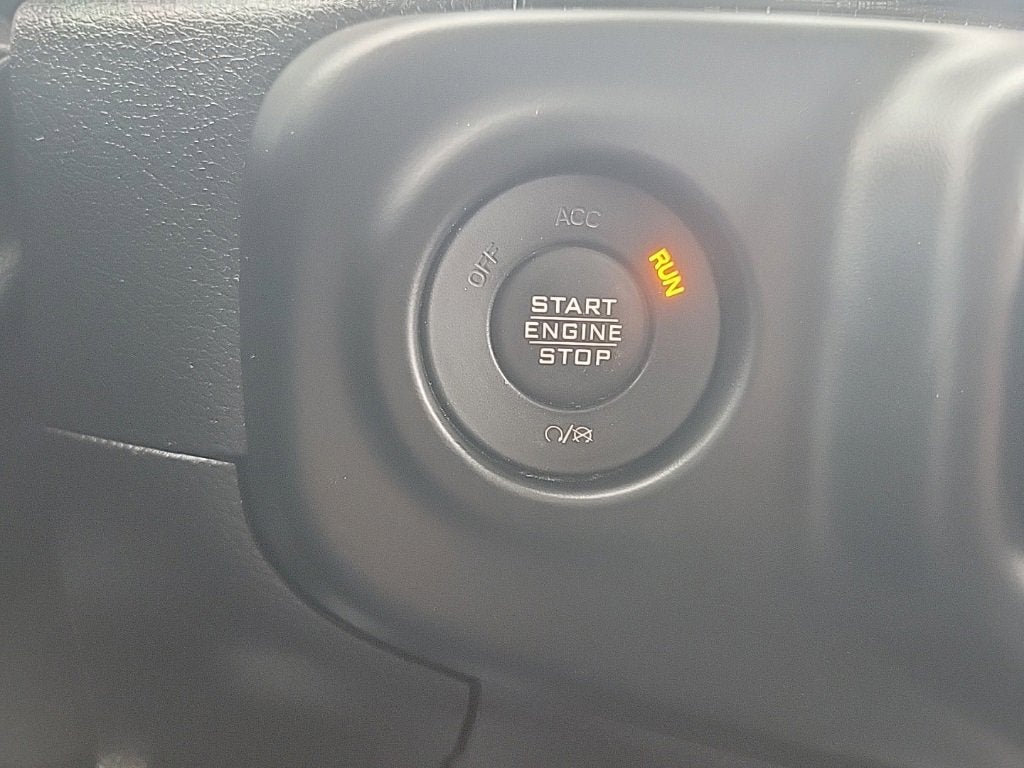 ACC
OFF
RUN
START
ENGINE
STOP